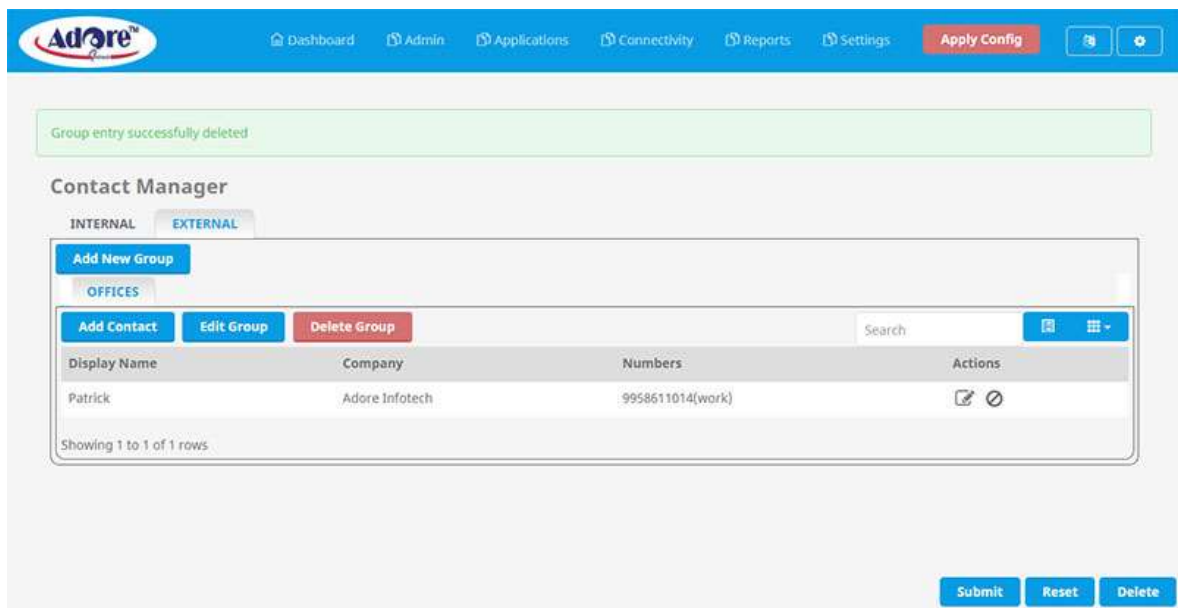 Adore™
Dashboard Admin Applications Connectivity Reports Settings Apply Config
Group entry successfully deleted
Contact Manager
INTERNAL EXTERNAL
Add New Group
OFFICES
Add Contact Edit Group Delete Group Search
Display Name Company Numbers Actions
Patrick Adore Infotech 9958611014(work)
Showing 1 to 1 of 1 rows
Submit Reset Delete